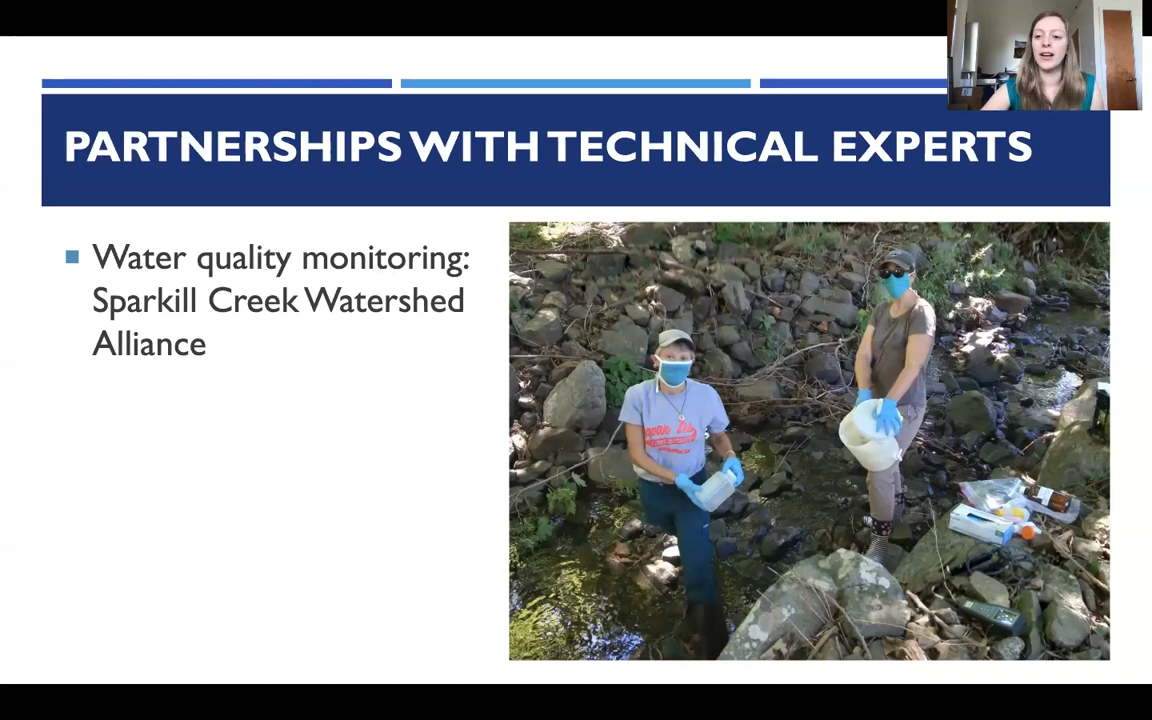 PARTNERSHIPS WITH TECHNICAL EXPERTS
Water quality monitoring:
Sparkill Creek Watershed
Alliance